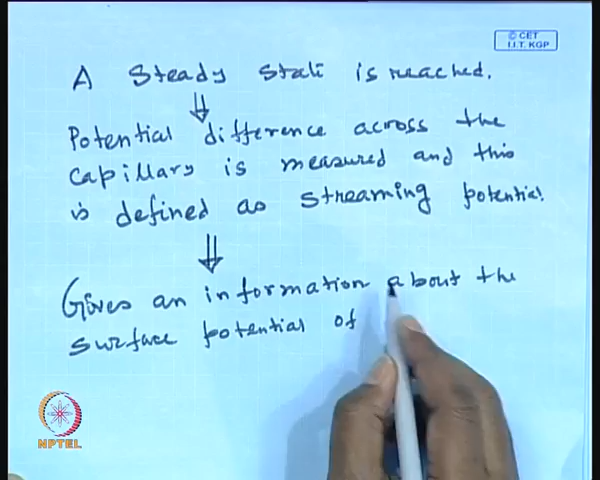 © CET
I.I.T. KGP
A Steady State is reached.
Potential difference across the
Capillary is measured and this
is defined as streaming potential.
Gives an information about the
surface potential of
NPTEL